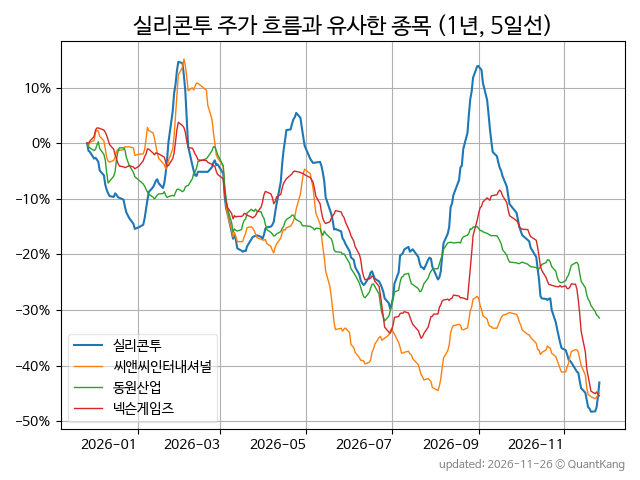 실리콘투 주가 흐름과 유사한 종목 (1년, 5일선)
10%
0%
−10%
−20%
−30%
−40%
−50%
실리콘투
씨앤씨인터내셔널
동원산업
넥슨게임즈
2026-01 2026-03 2026-05 2026-07 2026-09 2026-11
updated: 2026-11-26 © QuantKang